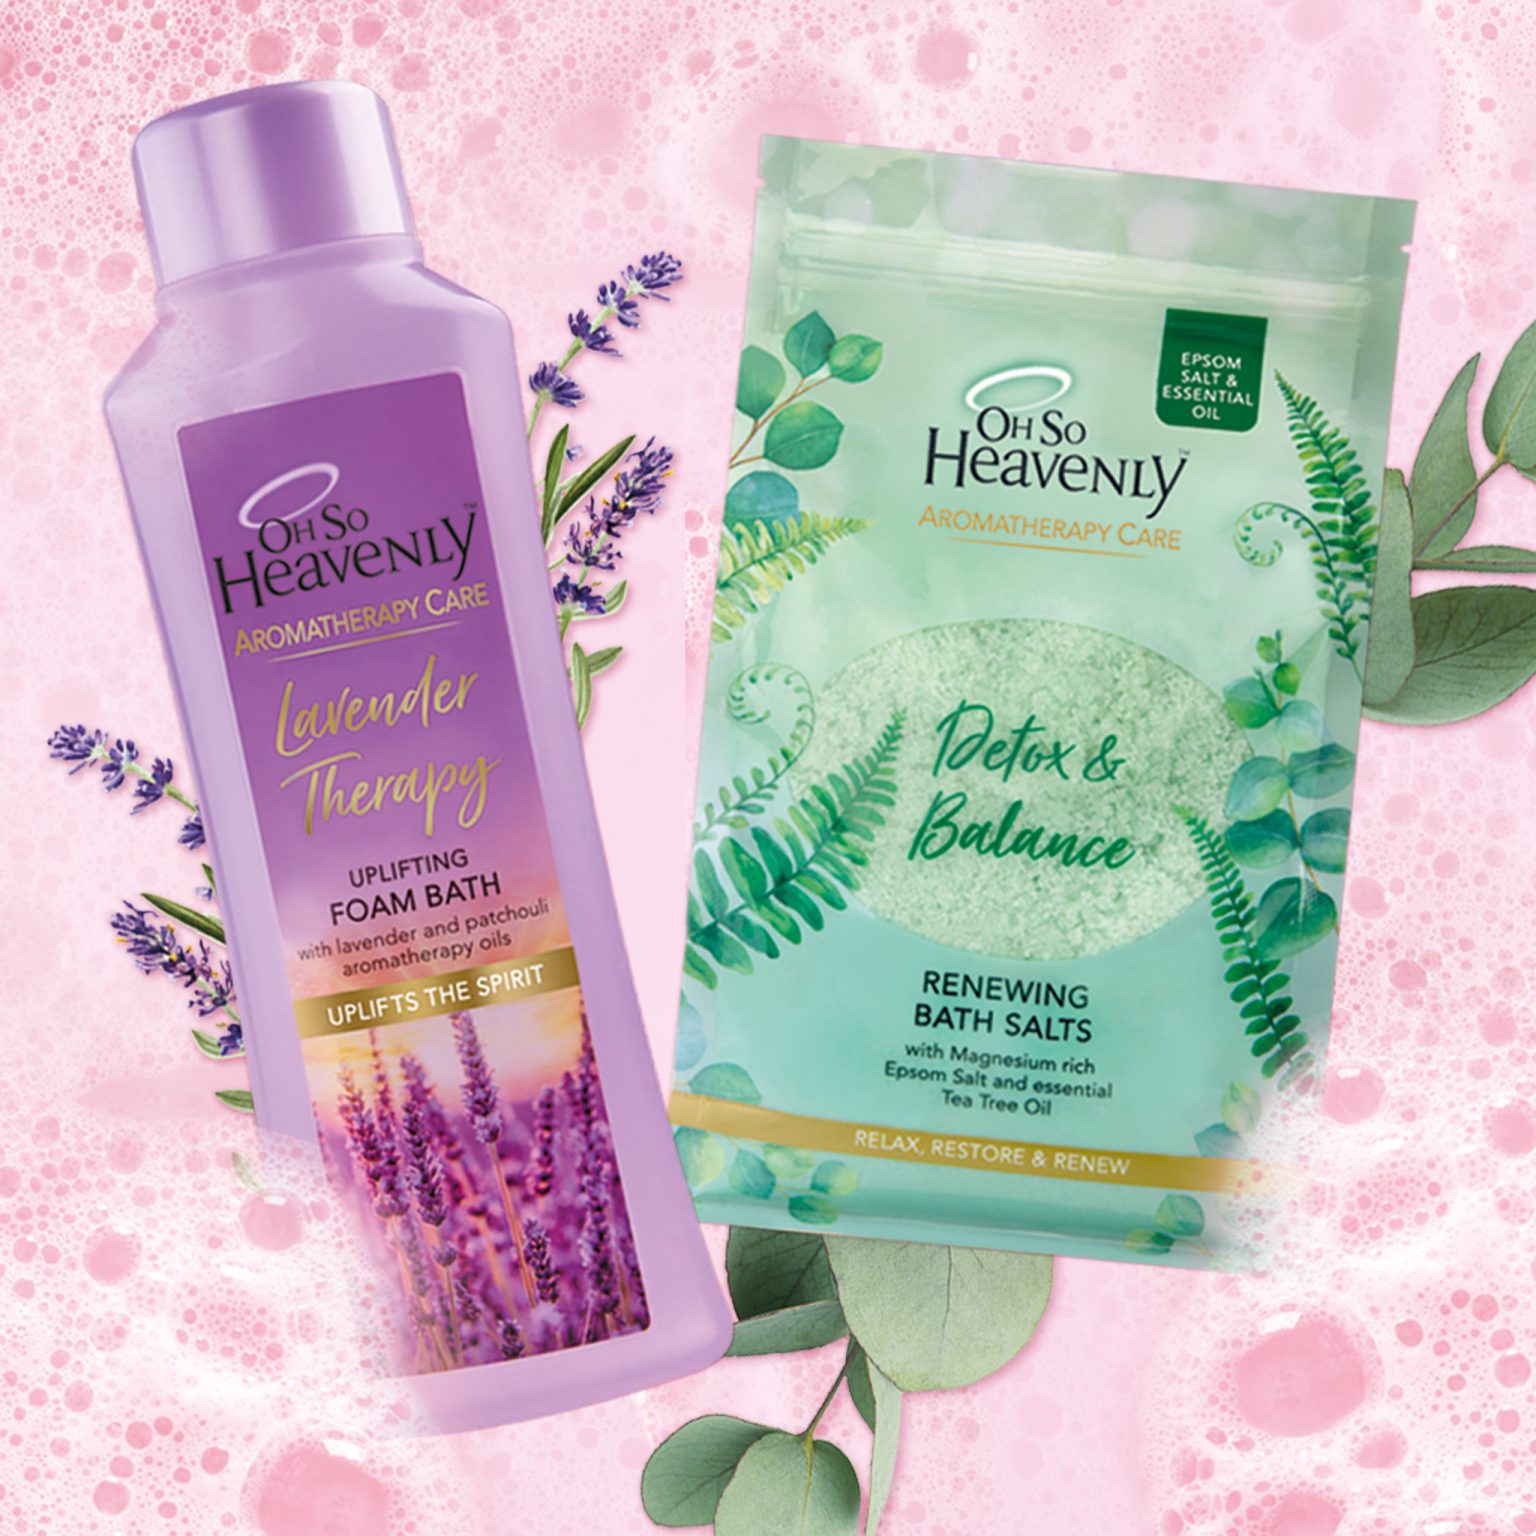 OH SO
HEAVENLY™
AROMATHERAPY CARE
Lavender
Therapy
UPLIFTING
FOAM BATH
with lavender and patchouli
aromatherapy oils
UPLIFTS THE SPIRIT
EPSOM
SALT &
ESSENTIAL
OIL
OH SO
HEAVENLY™
AROMATHERAPY CARE
Detox &
Balance
RENEWING
BATH SALTS
with Magnesium rich
Epsom Salt and essential
Tea Tree Oil
RELAX, RESTORE & RENEW